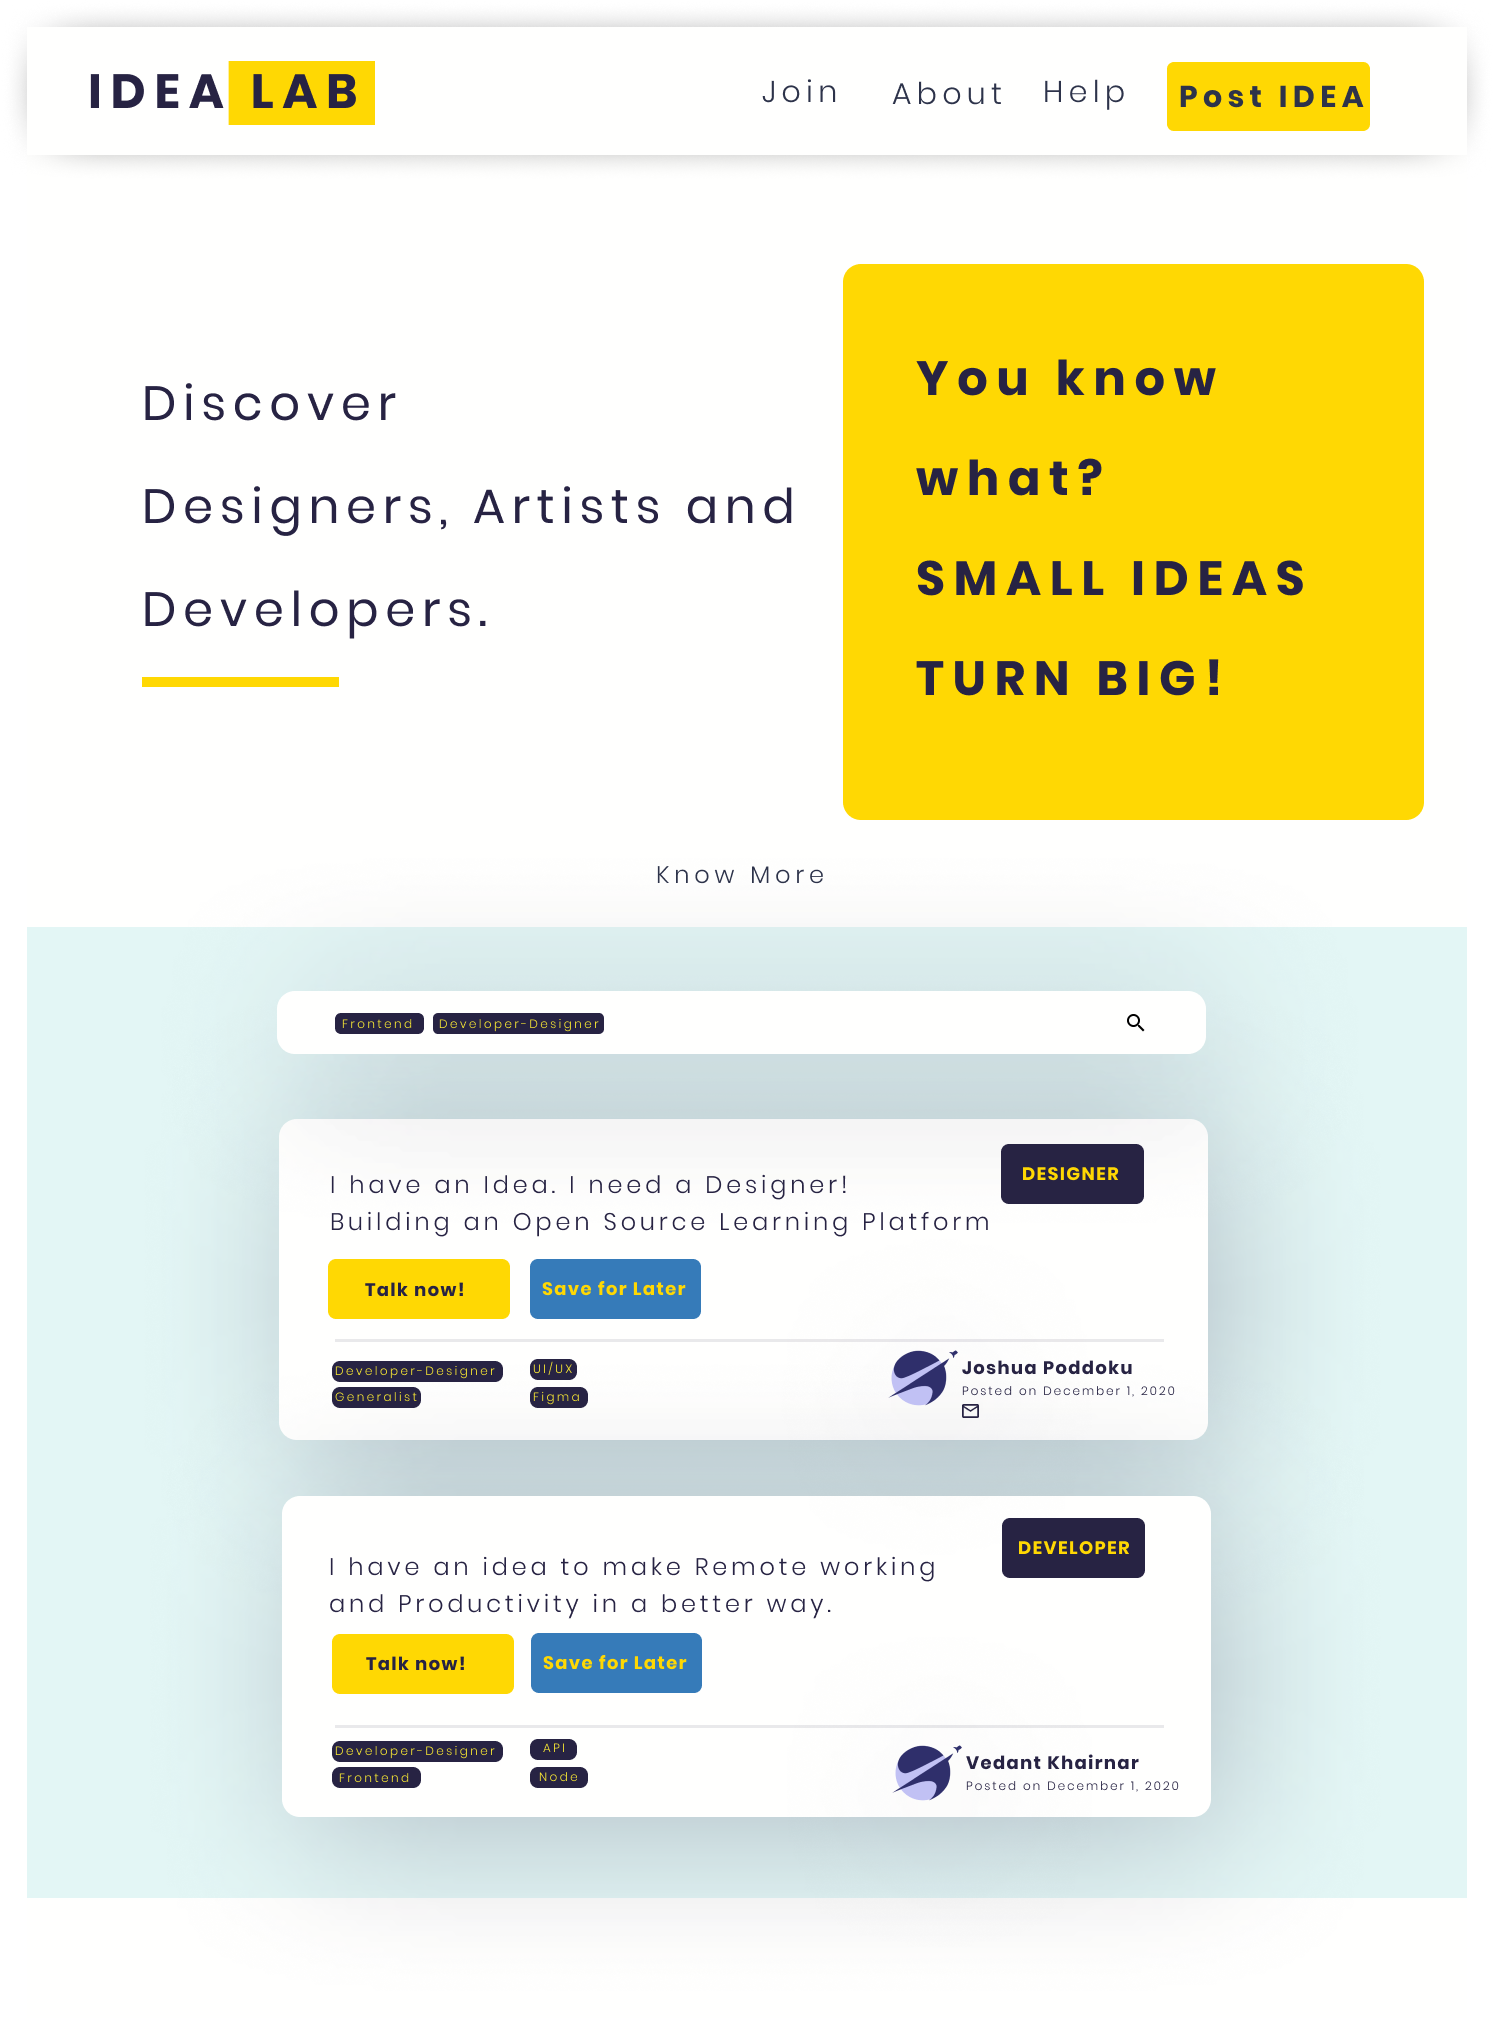 IDEA LAB
Join About Help Post IDEA
Discover
Designers, Artists and
Developers.
You know
what?
SMALL IDEAS
TURN BIG!
Know More
Frontend Developer-Designer
I have an Idea. I need a Designer!
Building an Open Source Learning Platform
DESIGNER
Talk now! Save for Later
Developer-Designer UI/UX
Generalist Figma
Joshua Poddoku
Posted on December 1, 2020
I have an idea to make Remote working
and Productivity in a better way.
DEVELOPER
Talk now! Save for Later
Developer-Designer API
Frontend Node
Vedant Khairnar
Posted on December 1, 2020